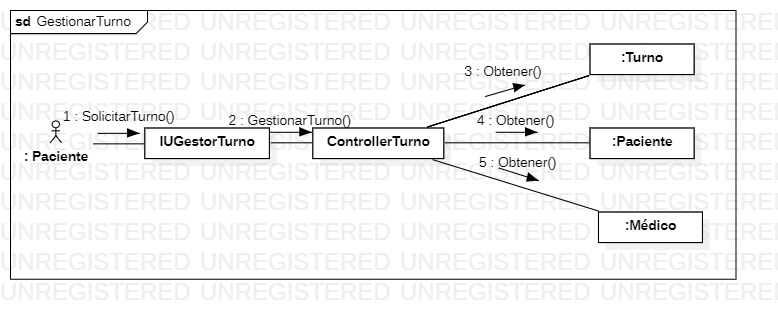 sd GestionarTurno
3 : Obtener()
:Turno
1 : SolicitarTurno()
2 : GestionarTurno()
4 : Obtener()
: Paciente
IUGestorTurno
ControllerTurno
:Paciente
5 : Obtener()
:Médico
UNREGISTERED UNREGISTERED UNREGISTERED UNREGISTERED